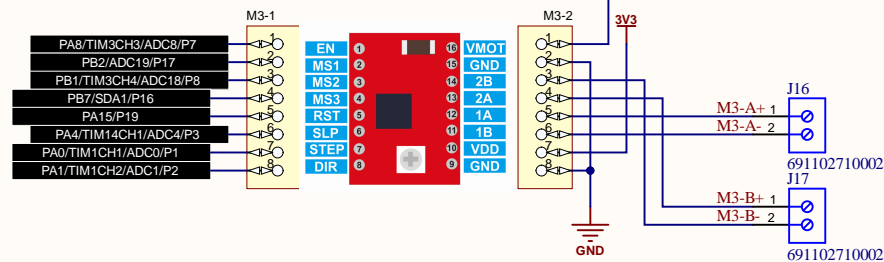 M3-1
M3-2
3V3
PA8/TIM3CH3/ADC8/P7 1 EN 1 16 VMOT 1
PB2/ADC19/P17 2 MS1 2 15 GND 2
PB1/TIM3CH4/ADC18/P8 3 MS2 3 14 2B 3
J16
PB7/SDA1/P16 4 MS3 4 13 2A 4
PA15/P19 5 RST 5 12 1A 5 M3-A+ 1
PA4/TIM14CH1/ADC4/P3 6 SLP 6 11 1B 6 M3-A- 2
PA0/TIM1CH1/ADC0/P1 7 STEP 7 10 VDD 7
691102710002
PA1/TIM1CH2/ADC1/P2 8 DIR 8 9 GND 8
J17
M3-B+ 1
M3-B- 2
GND
691102710002